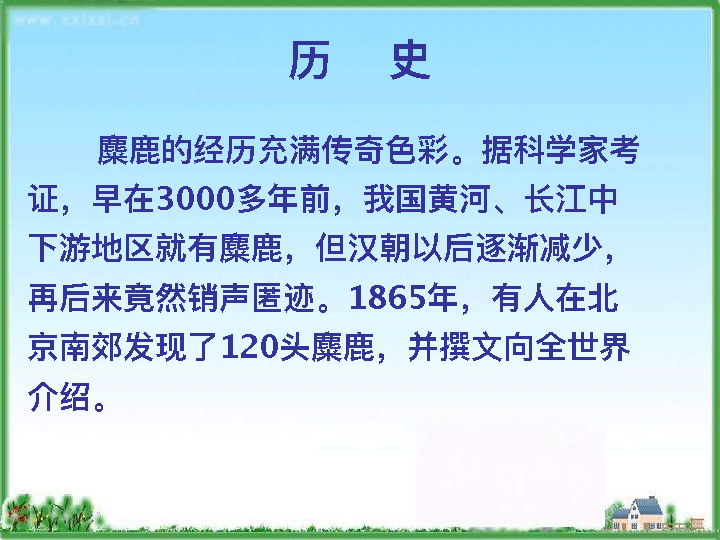 www.xxjxsj.cn
历 史
麋鹿的经历充满传奇色彩。据科学家考
证，早在3000多年前，我国黄河、长江中
下游地区就有麋鹿，但汉朝以后逐渐减少，
再后来竟然销声匿迹。1865年，有人在北
京南郊发现了120头麋鹿，并撰文向全世界
介绍。